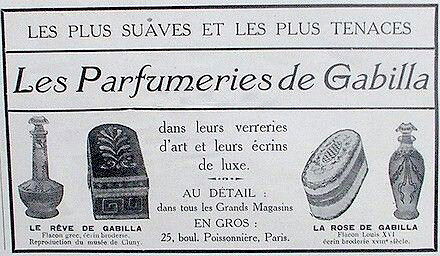 LES PLUS SUAVES ET LES PLUS TENACES
Les Parfumeries de Gabilla
dans leurs verreries
d'art et leurs écrins
de luxe.
AU DÉTAIL :
dans tous les Grands Magasins
EN GROS :
25, boul. Poissonnière, Paris.
LE RÊVE DE GABILLA
Flacon grec, écrin broderie.
Reproduction du musée de Cluny.
LA ROSE DE GABILLA
Flacon Louis XVI
écrin broderie XVIIIe siècle.